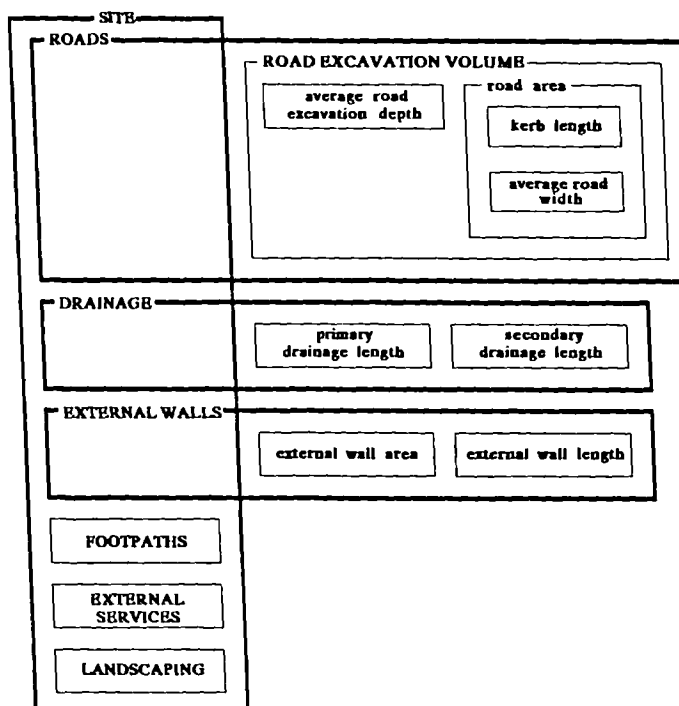 SITE
ROADS
ROAD EXCAVATION VOLUME
average road
excavation depth
road area
kerb length
average road
width
DRAINAGE
primary
drainage length
secondary
drainage length
EXTERNAL WALLS
external wall area
external wall length
FOOTPATHS
EXTERNAL
SERVICES
LANDSCAPING